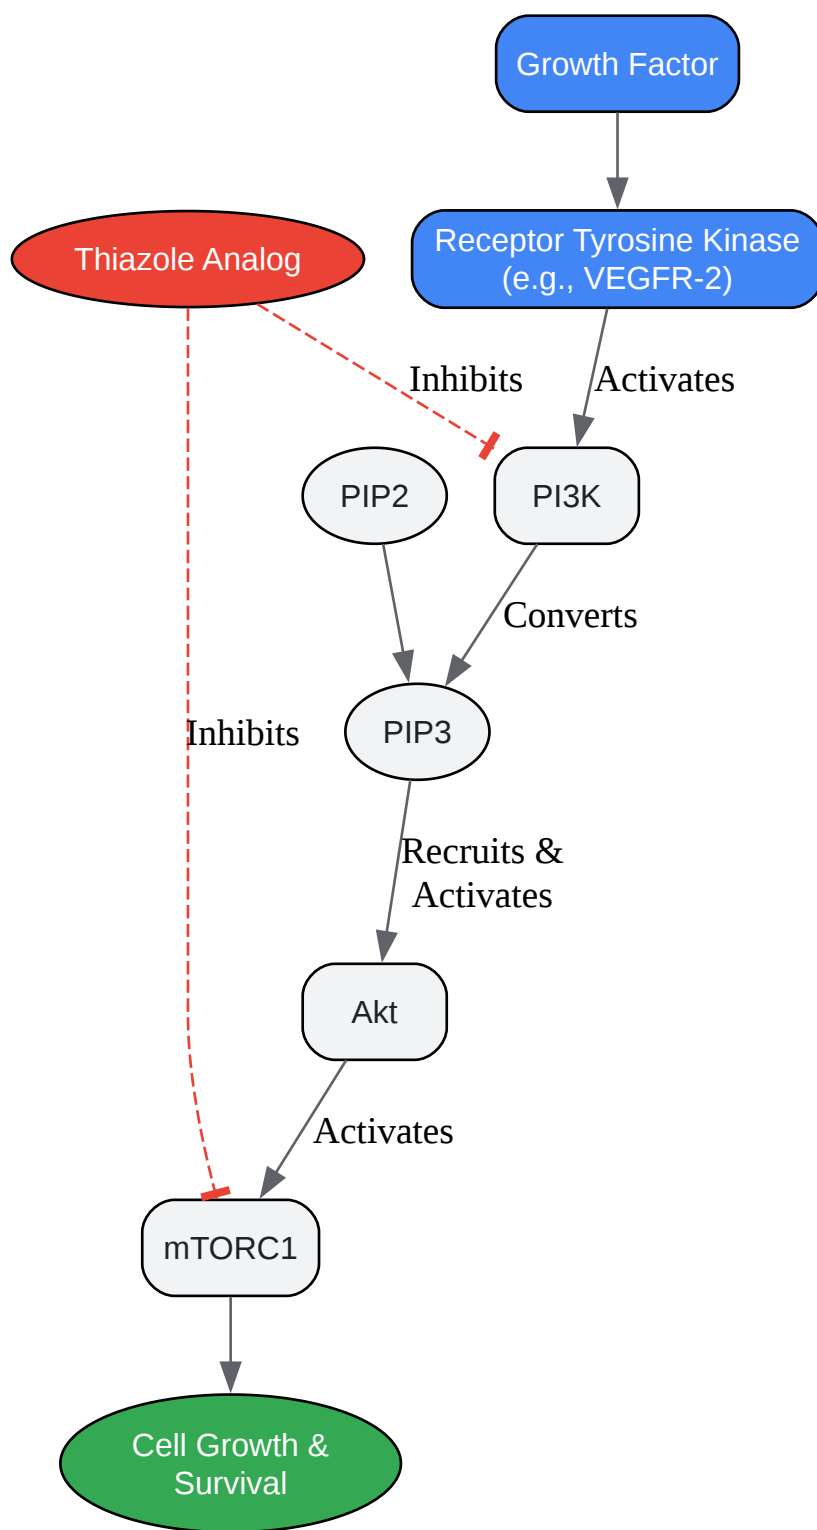 Growth Factor
Thiazole Analog
Receptor Tyrosine Kinase
(e.g., VEGFR-2)
Inhibits
Activates
PIP2
PI3K
Converts
Inhibits
PIP3
Recruits &
Activates
Akt
Activates
mTORC1
Cell Growth &
Survival